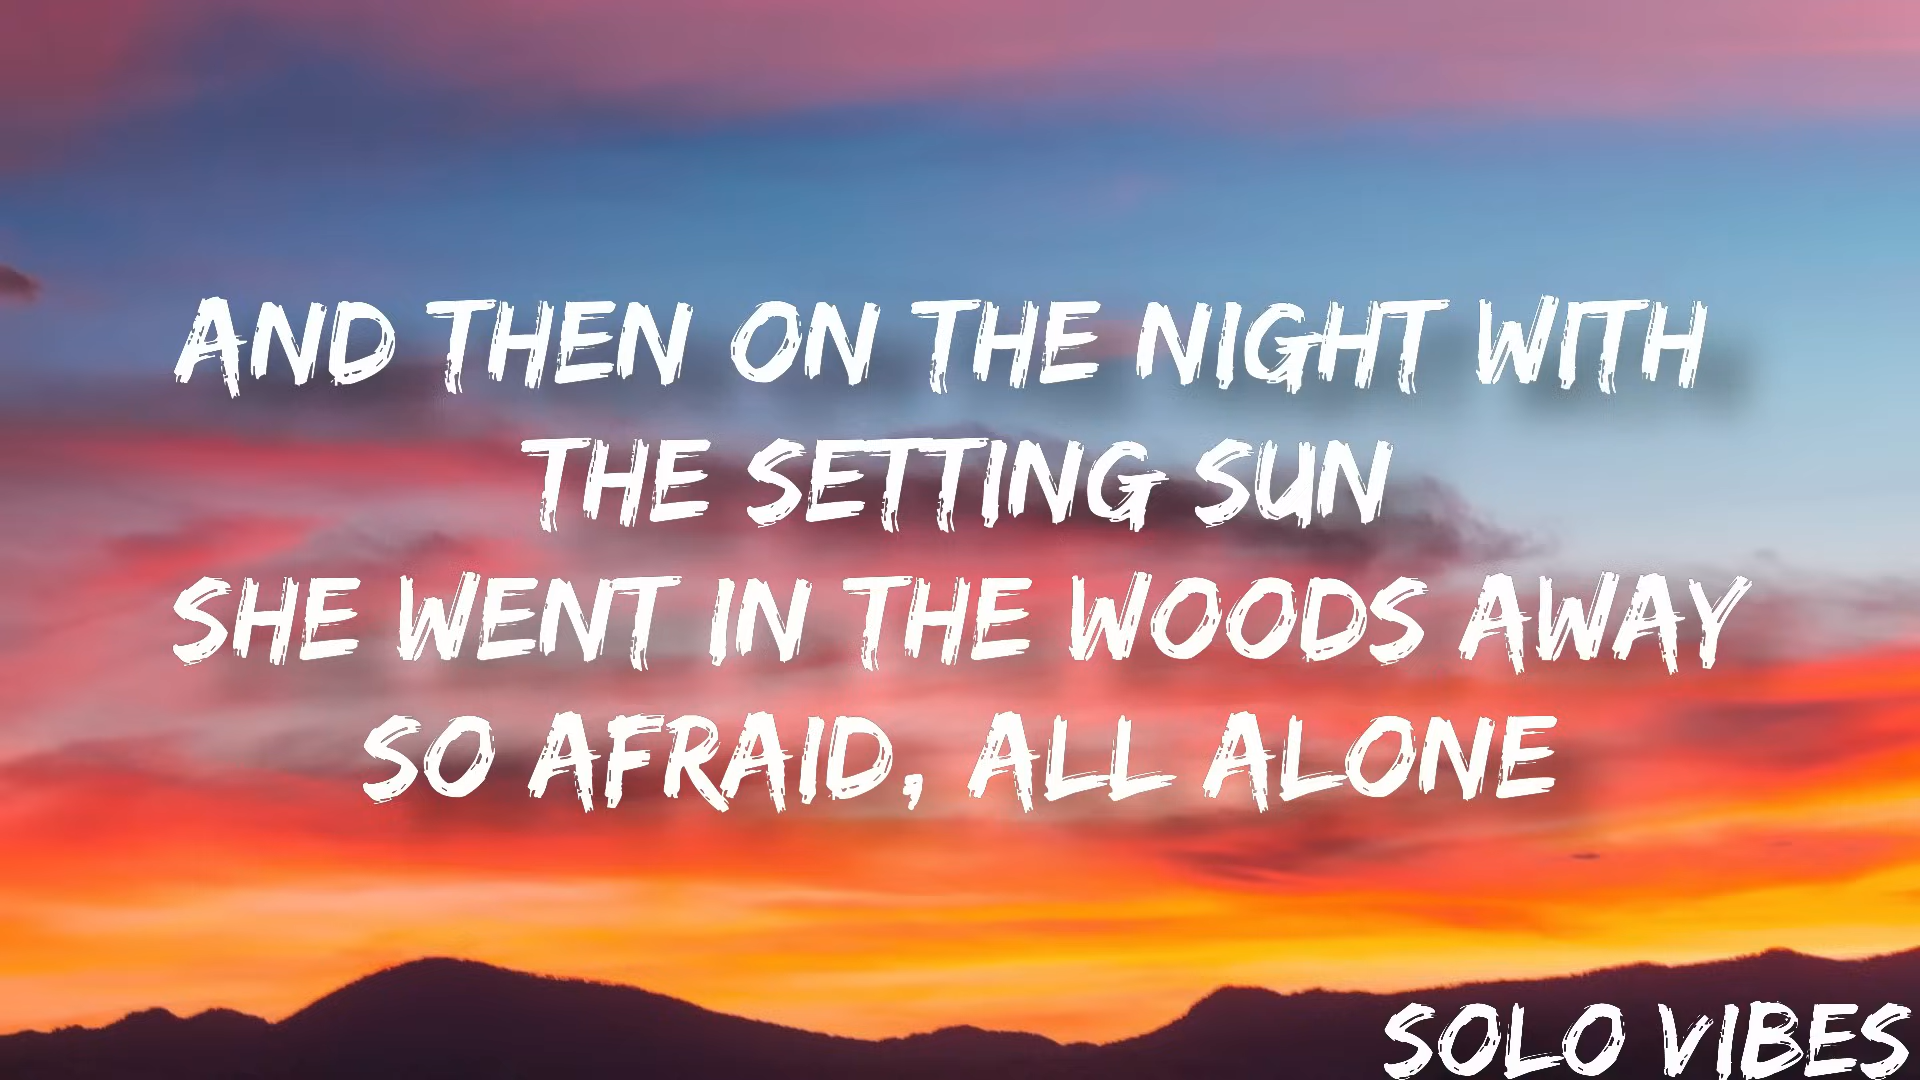 AND THEN ON THE NIGHT WITH
THE SETTING SUN
SHE WENT IN THE WOODS AWAY
SO AFRAID, ALL ALONE
SOLO VIBES